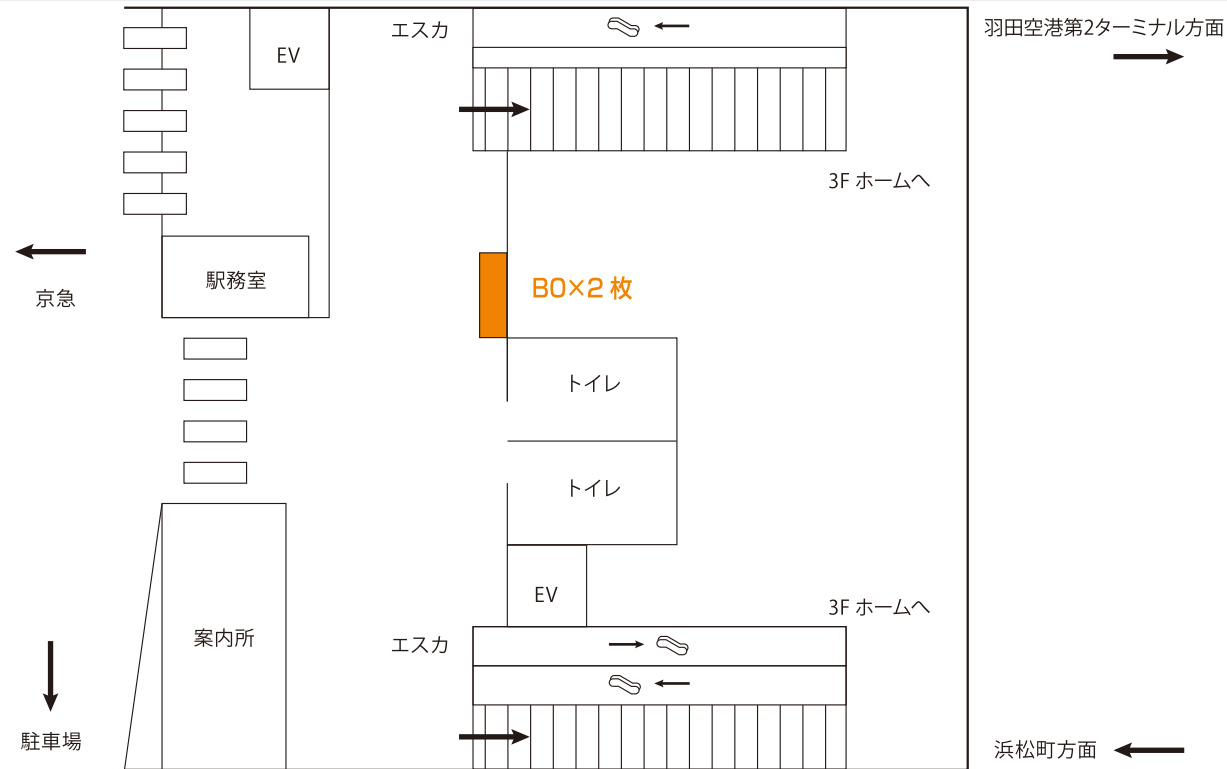 エスカ
羽田空港第2ターミナル方面
EV
3F ホームへ
京急
駅務室
B0×2 枚
トイレ
トイレ
EV
3F ホームへ
案内所
エスカ
駐車場
浜松町方面